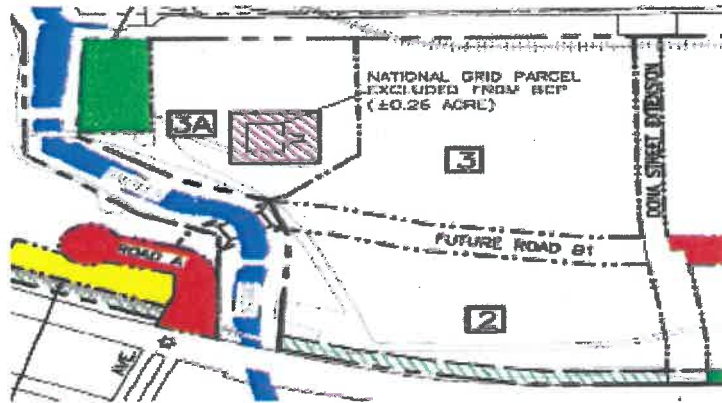 NATIONAL GRID PARCEL
EXCLUDED FROM BCP
(±0.26 ACRE)
3A
3
DONA STREET EXTENSION
FUTURE ROAD B1
ROAD A
2
AVE.